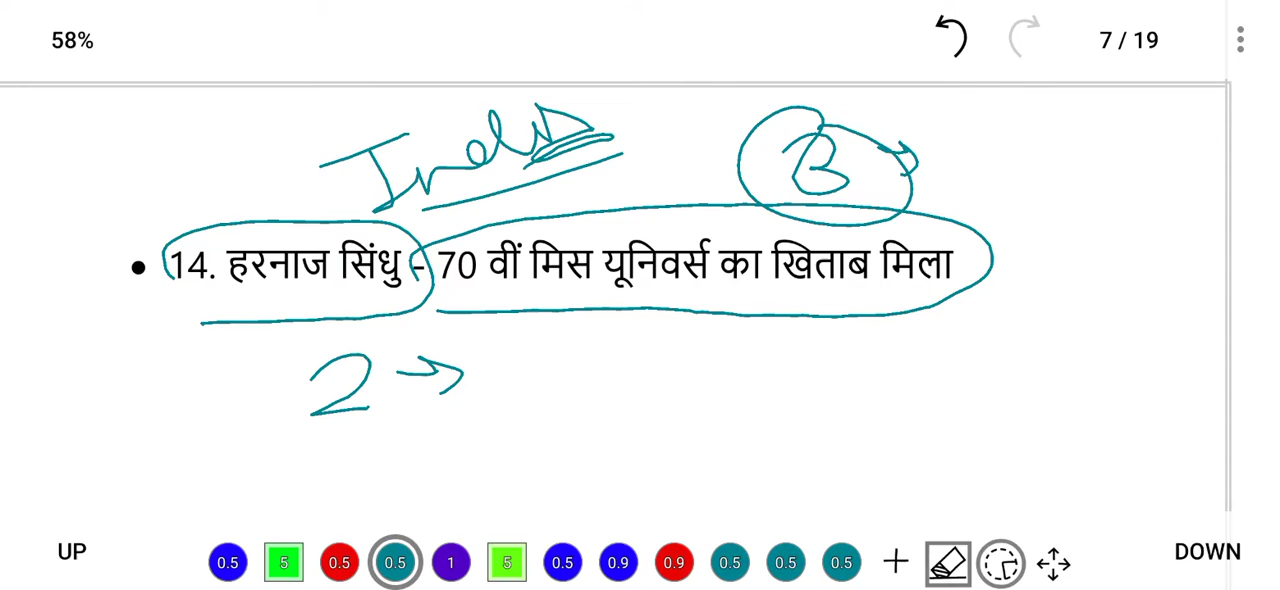 58%
7 / 19
India
3 →
• 14. हरनाज सिंधु - 70 वीं मिस यूनिवर्स का खिताब मिला
2 →
UP
0.5 5 0.5 0.5 1 5 0.5 0.9 0.9 0.5 0.5 0.5 +
DOWN